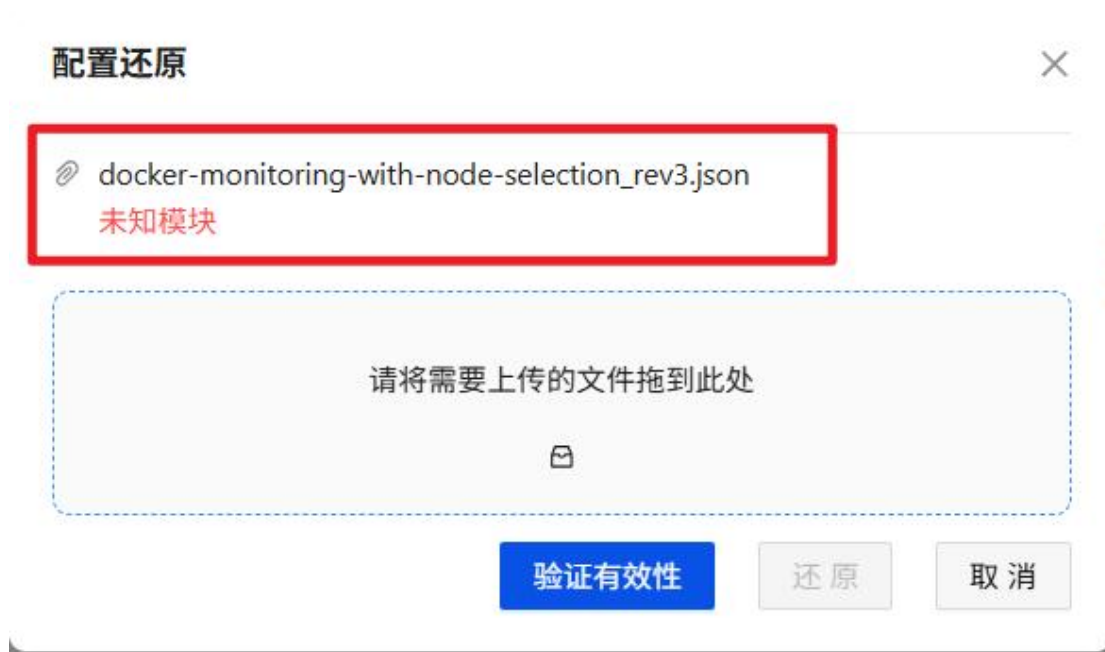 配置还原
docker-monitoring-with-node-selection_rev3.json
未知模块
请将需要上传的文件拖到此处
验证有效性
还 原
取 消